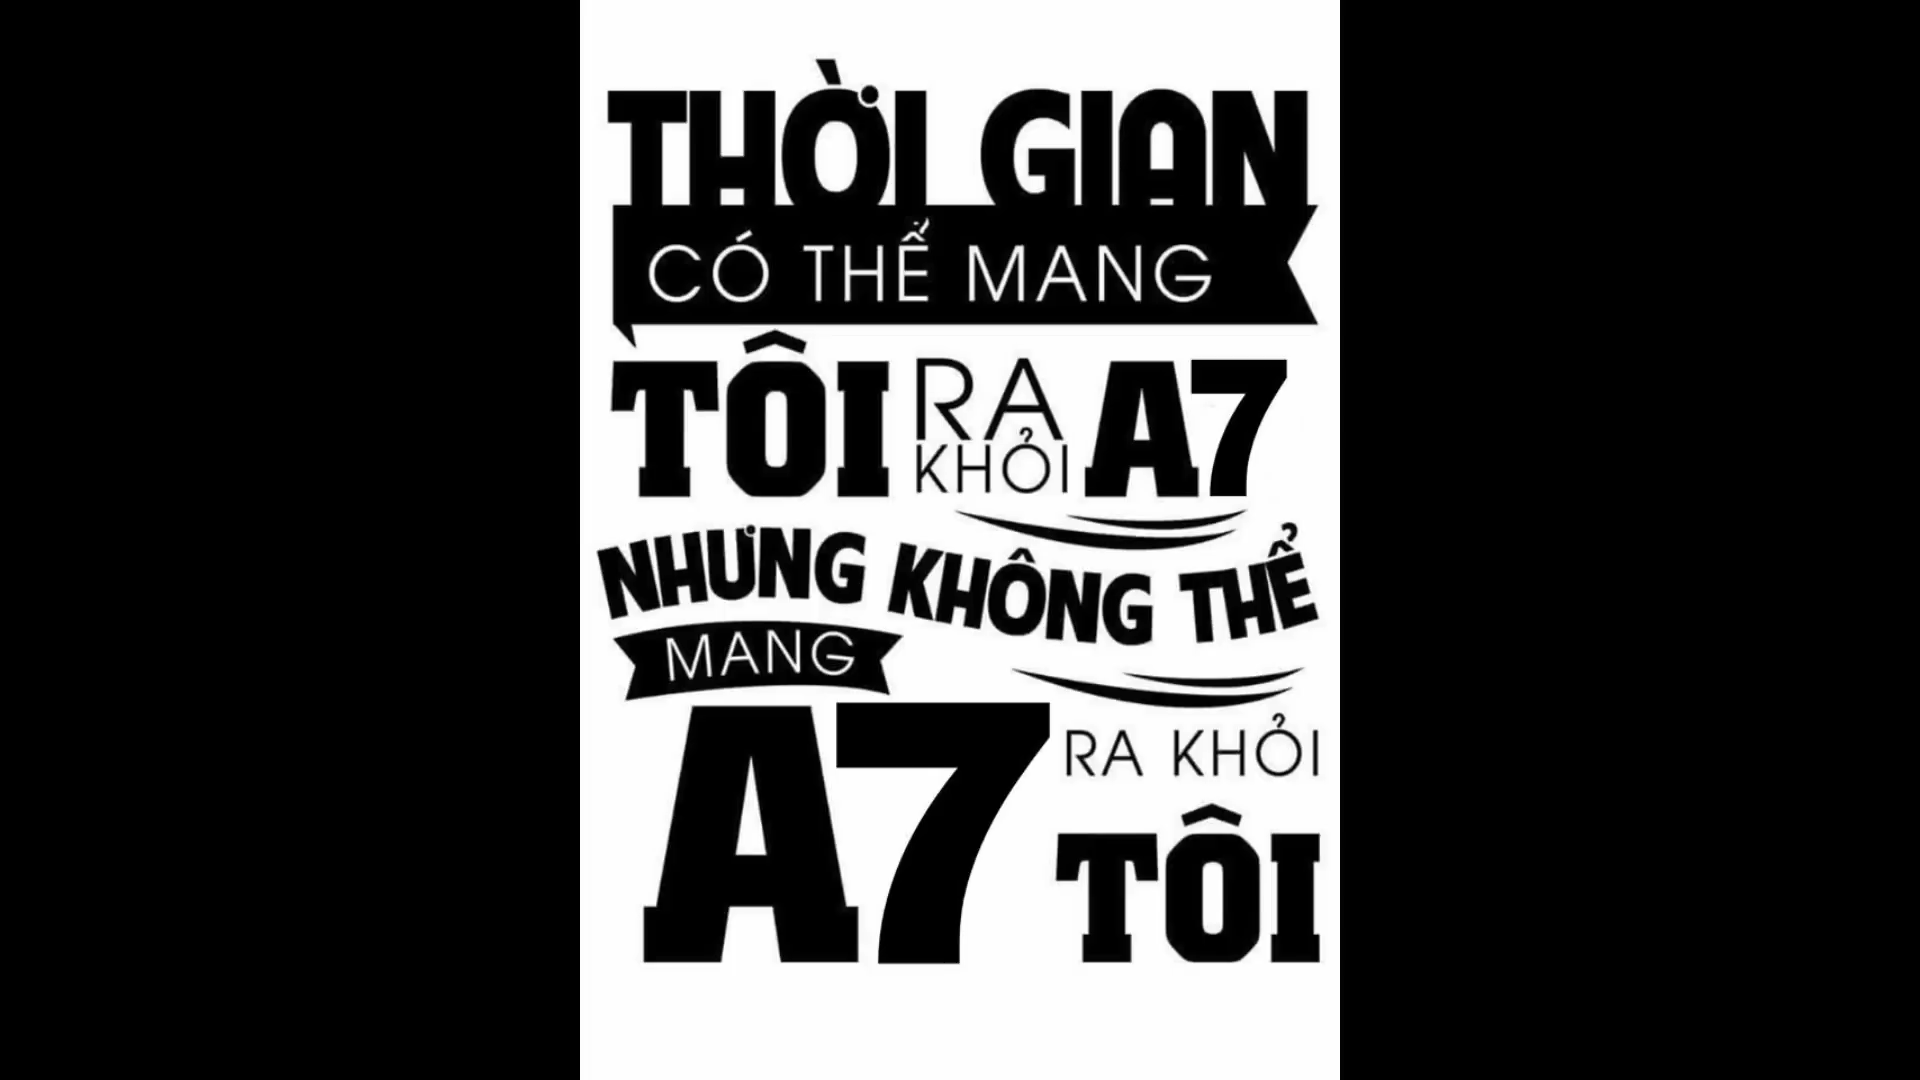 THỜI GIAN
CÓ THỂ MANG
TÔI RA KHỎI A7
NHƯNG KHÔNG THỂ
MANG
A7 RA KHỎI
TÔI